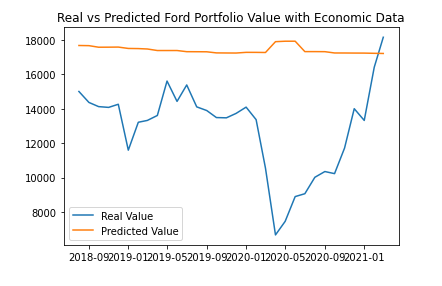 Real vs Predicted Ford Portfolio Value with Economic Data
18000
16000
14000
12000
10000
8000
Real Value
Predicted Value
2018-09 2019-01 2019-05 2019-09 2020-01 2020-05 2020-09 2021-01